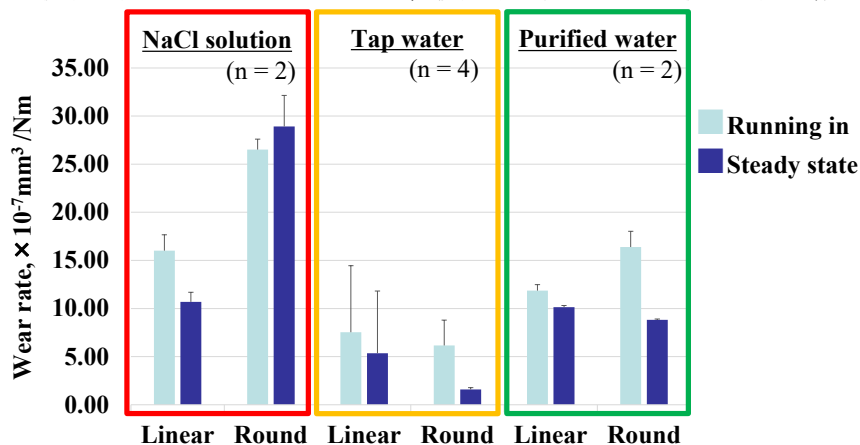 NaCl solution
(n = 2)
Tap water
(n = 4)
Purified water
(n = 2)
35.00
30.00
25.00
20.00
15.00
10.00
5.00
0.00
Wear rate, ×10⁻⁷mm³ /Nm
Running in
Steady state
Linear Round Linear Round Linear Round